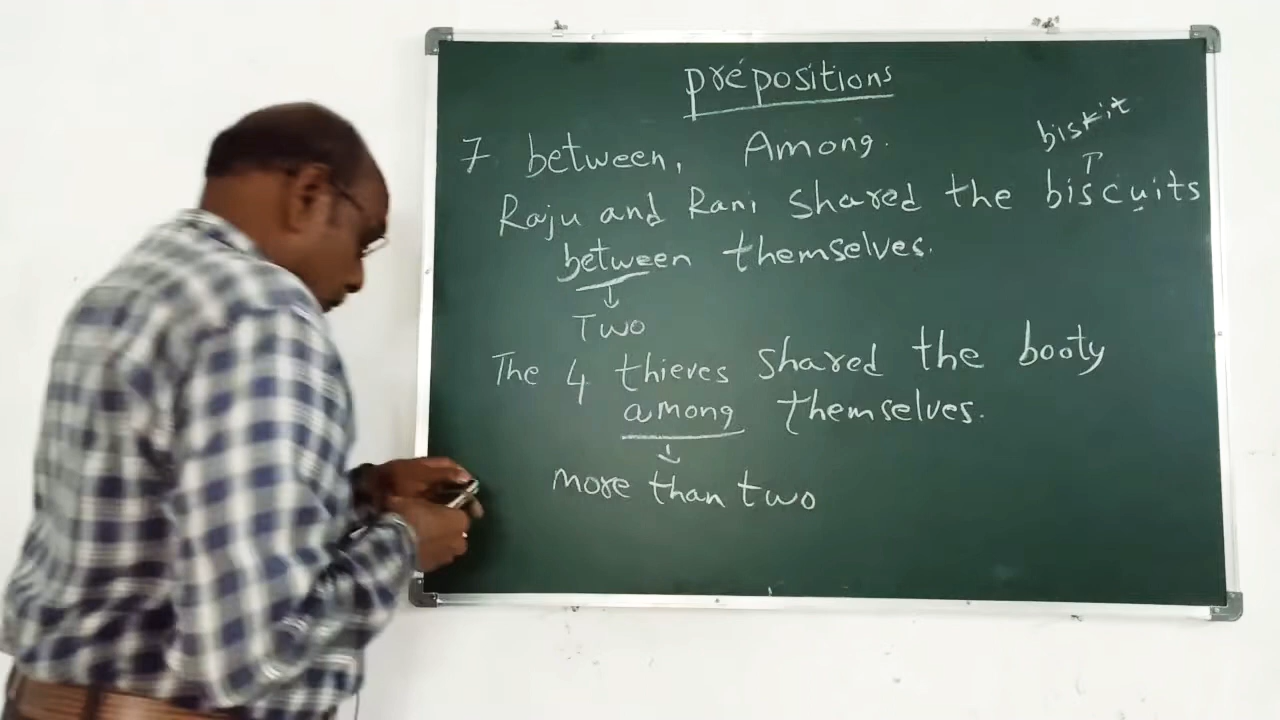 prepositions
7 between, Among.
biskit
Raju and Rani shared the biscuits
between themselves.
Two
The 4 thieves shared the booty
among themselves.
more than two